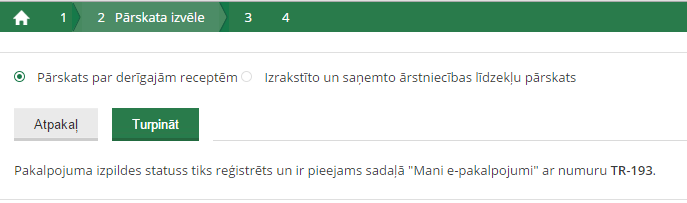 1 2 Pārskata izvēle 3 4
Pārskats par derīgajām receptēm Izrakstīto un saņemto ārstniecības līdzekļu pārskats
Atpakaļ Turpināt
Pakalpojuma izpildes statuss tiks reģistrēts un ir pieejams sadaļā "Mani e-pakalpojumi" ar numuru TR-193.